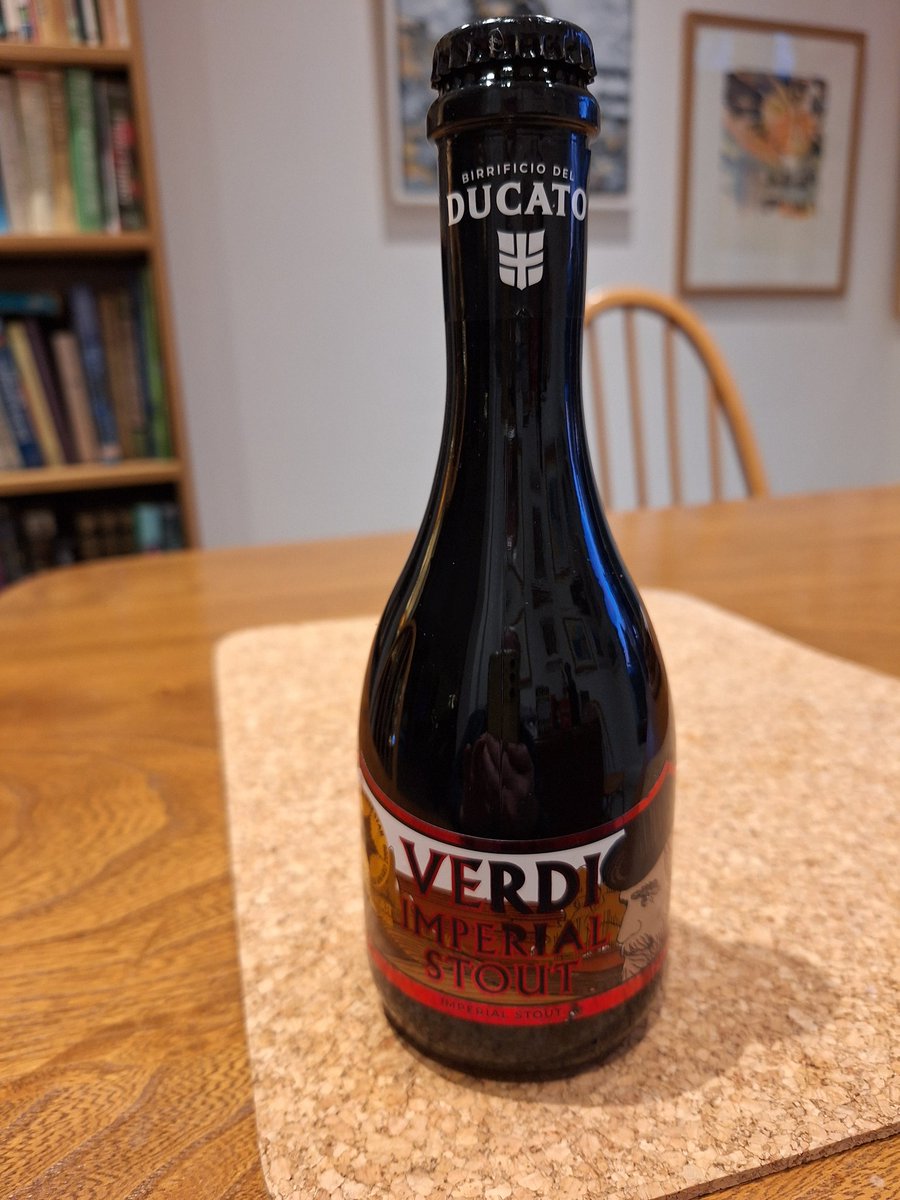 BIRRIFICIO DEL
DUCATO
VERDI
IMPERIAL
STOUT
IMPERIAL STOUT